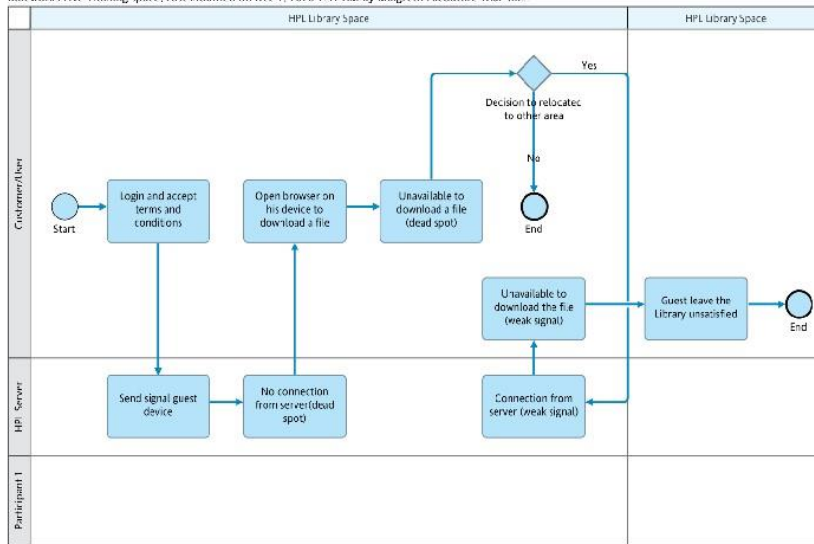 HPL Library Space
HPL Library Space
Customer/User
Yes
Decision to relocated
to other area
No
Start
Login and accept
terms and
conditions
Open browser on
his device to
download a file
Unavailable to
download a file
(dead spot)
End
Unavailable to
download the file
(weak signal)
Guest leave the
Library unsatisfied
End
HPL Server
Send signal guest
device
No connection
from server(dead
spot)
Connection from
server (weak signal)
Participant 1